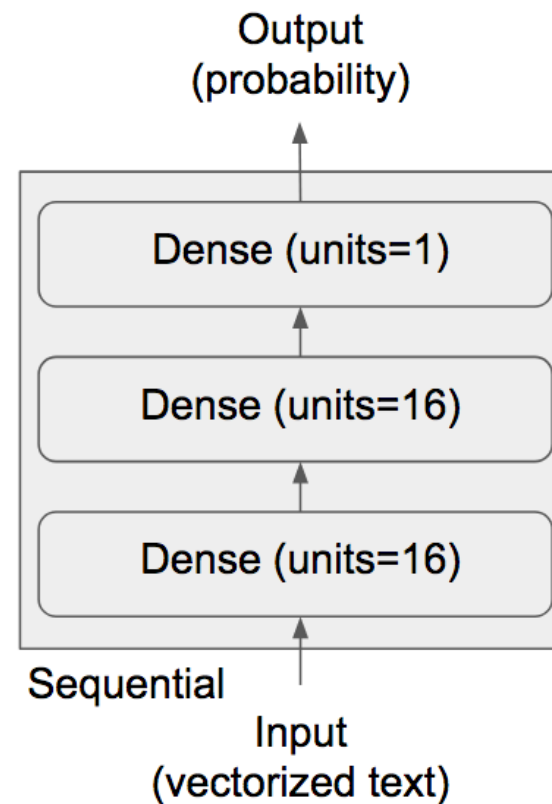 Output
(probability)
Dense (units=1)
Dense (units=16)
Dense (units=16)
Sequential
Input
(vectorized text)